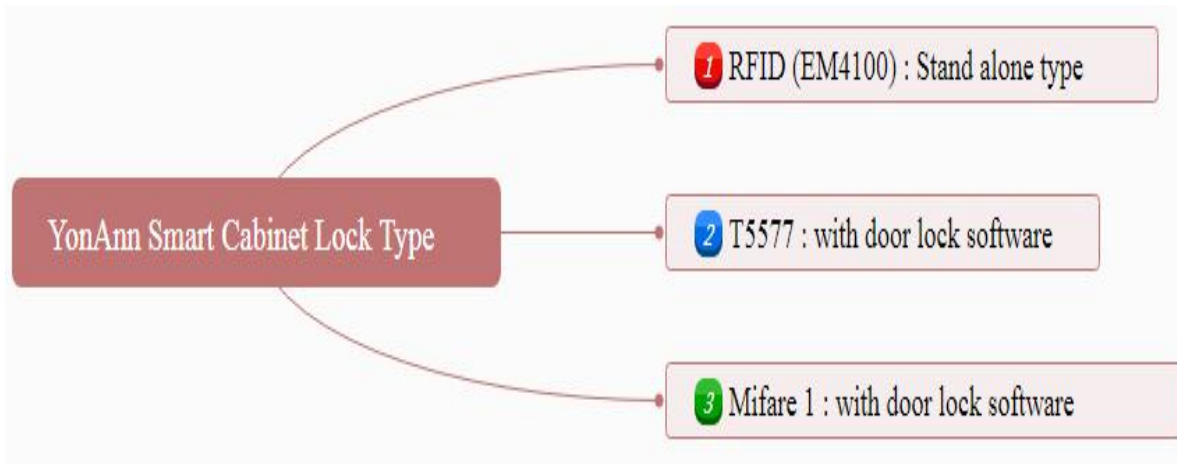 YonAnn Smart Cabinet Lock Type
1 RFID (EM4100) : Stand alone type
2 T5577 : with door lock software
3 Mifare 1 : with door lock software